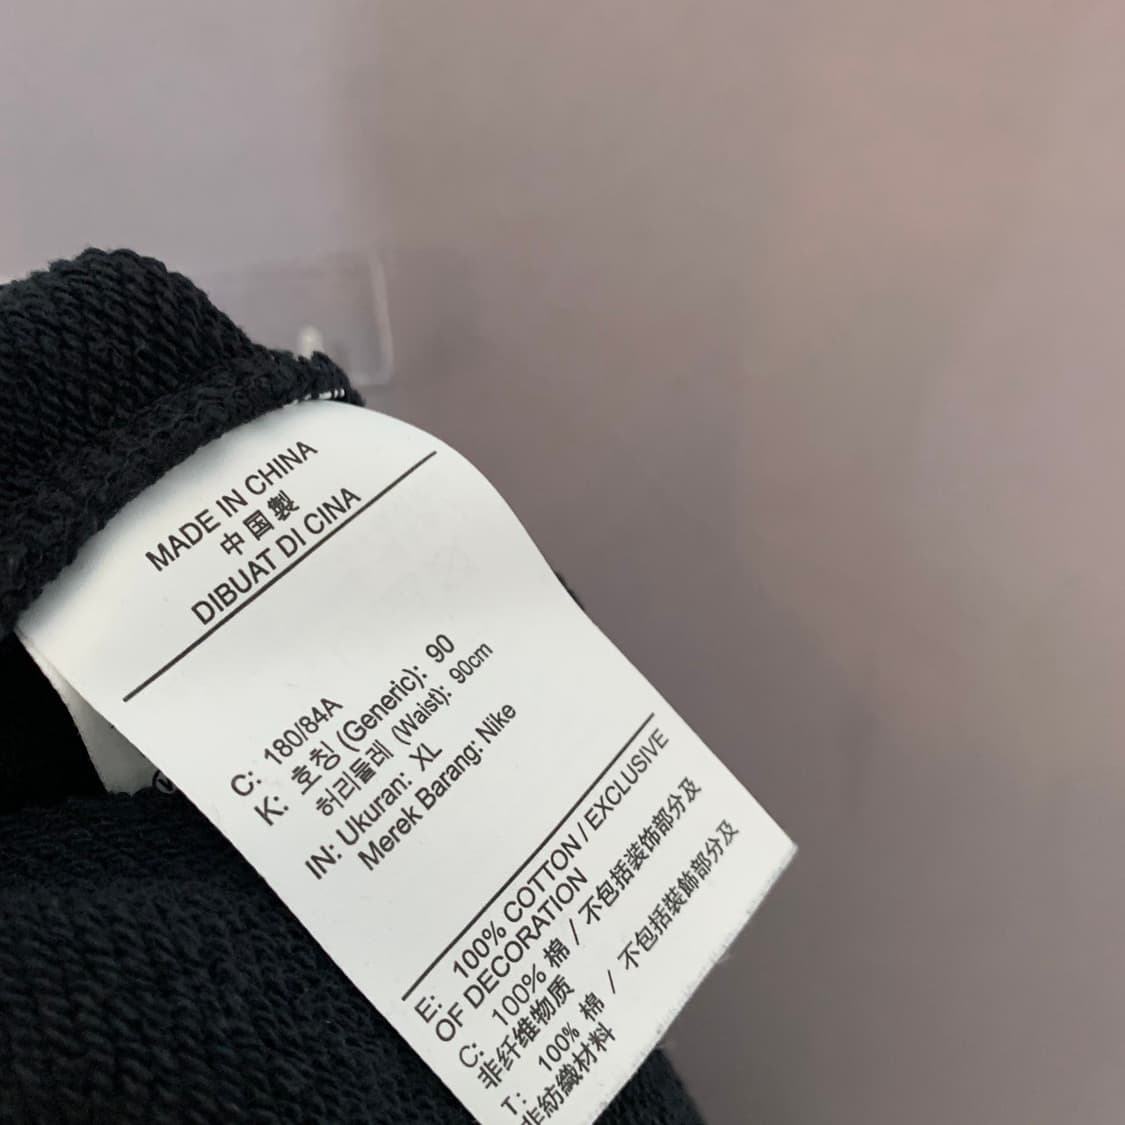 MADE IN CHINA
中国製
DIBUAT DI CINA
C: 180/84A
K: 호칭 (Generic): 90
허리둘레 (Waist): 90cm
IN: Ukuran: XL
Merek Barang: Nike
E: 100% COTTON / EXCLUSIVE
OF DECORATION
C: 100% 棉 / 不包括装饰部分及
非纤维物质
T: 100% 棉 / 不包括裝飾部分及
非紡織材料